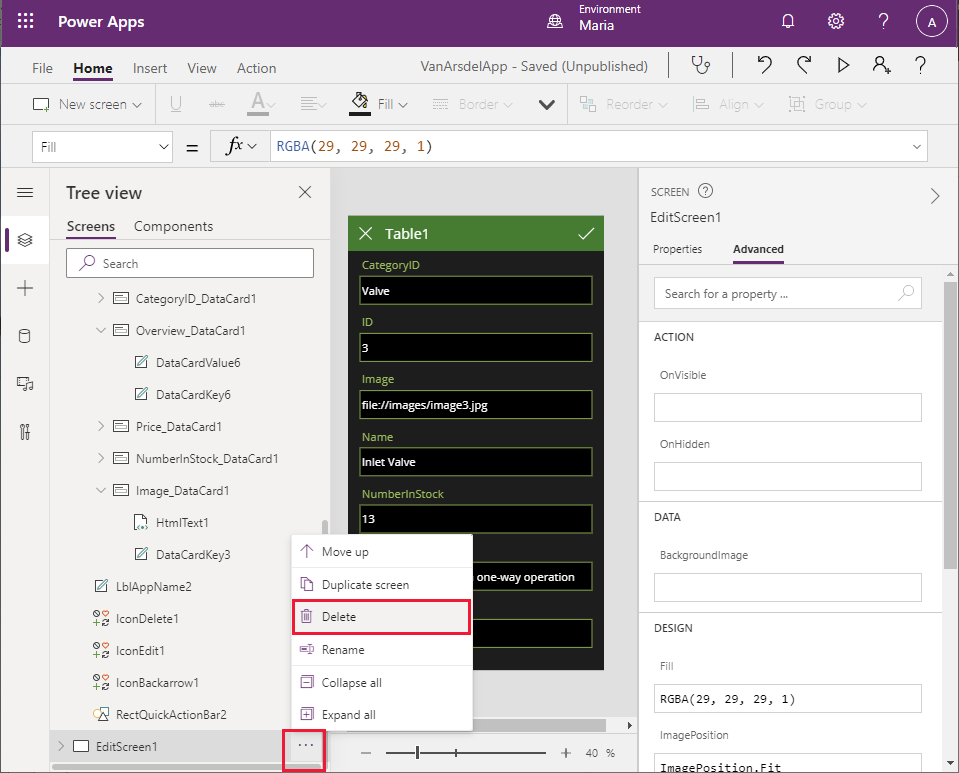 Power Apps
Environment
Maria
A
File
Home
Insert
View
Action
VanArsdelApp - Saved (Unpublished)
New screen
U
abc
A
Fill
Border
Reorder
Align
Group
Fill
=
fx
RGBA(29, 29, 29, 1)
Tree view
Screens
Components
Search
CategoryID_DataCard1
Overview_DataCard1
DataCardValue6
DataCardKey6
Price_DataCard1
NumberInStock_DataCard1
Image_DataCard1
HtmlText1
DataCardKey3
LblAppName2
IconDelete1
IconEdit1
IconBackarrow1
RectQuickActionBar2
EditScreen1
...
Table1
CategoryID
Valve
ID
3
Image
file://images/image3.jpg
Name
Inlet Valve
NumberInStock
13
one-way operation
Move up
Duplicate screen
Delete
Rename
Collapse all
Expand all
40 %
SCREEN
EditScreen1
Properties
Advanced
Search for a property ...
ACTION
OnVisible
OnHidden
DATA
BackgroundImage
DESIGN
Fill
RGBA(29, 29, 29, 1)
ImagePosition
ImagePosition.Fit